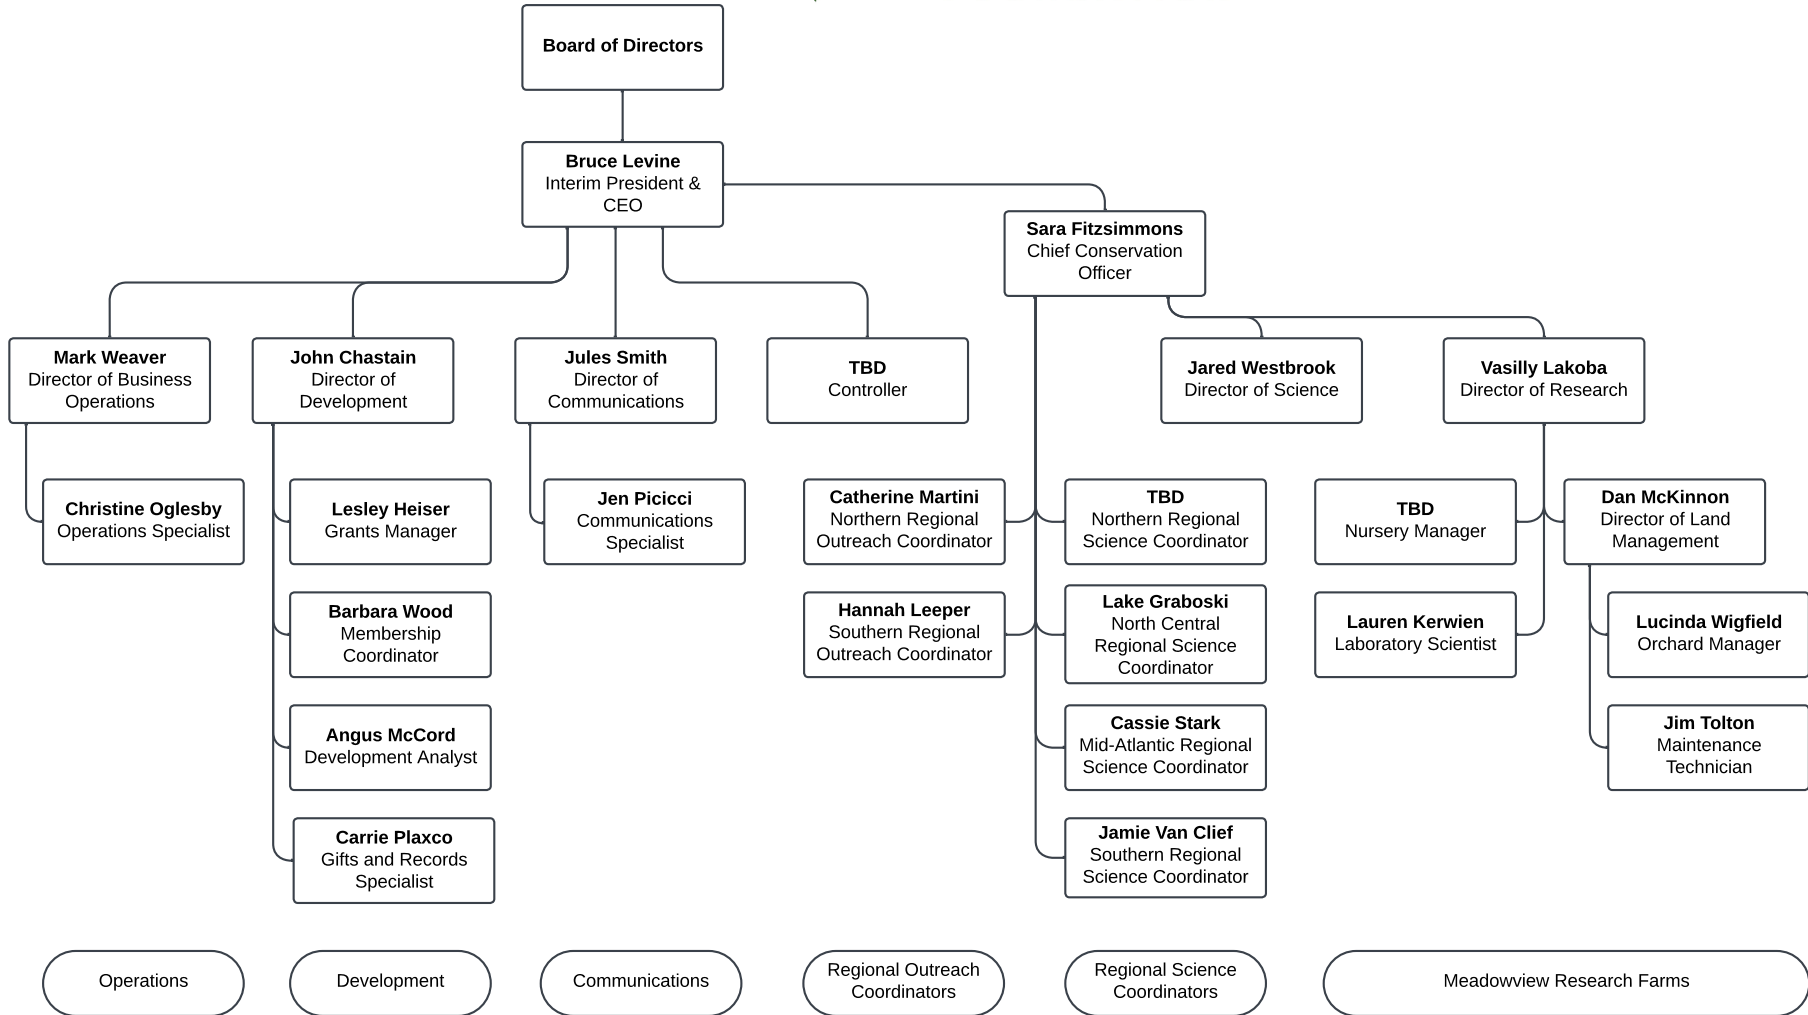 Board of Directors
Bruce Levine
Interim President &
CEO
Sara Fitzsimmons
Chief Conservation
Officer
Mark Weaver
Director of Business
Operations
John Chastain
Director of
Development
Jules Smith
Director of
Communications
TBD
Controller
Jared Westbrook
Director of Science
Vasilly Lakoba
Director of Research
Christine Oglesby
Operations Specialist
Lesley Heiser
Grants Manager
Jen Picicci
Communications
Specialist
Catherine Martini
Northern Regional
Outreach Coordinator
TBD
Northern Regional
Science Coordinator
TBD
Nursery Manager
Dan McKinnon
Director of Land
Management
Barbara Wood
Membership
Coordinator
Hannah Leeper
Southern Regional
Outreach Coordinator
Lake Graboski
North Central
Regional Science
Coordinator
Lauren Kerwien
Laboratory Scientist
Lucinda Wigfield
Orchard Manager
Angus McCord
Development Analyst
Cassie Stark
Mid-Atlantic Regional
Science Coordinator
Jim Tolton
Maintenance
Technician
Carrie Plaxco
Gifts and Records
Specialist
Jamie Van Clief
Southern Regional
Science Coordinator
Operations
Development
Communications
Regional Outreach
Coordinators
Regional Science
Coordinators
Meadowview Research Farms